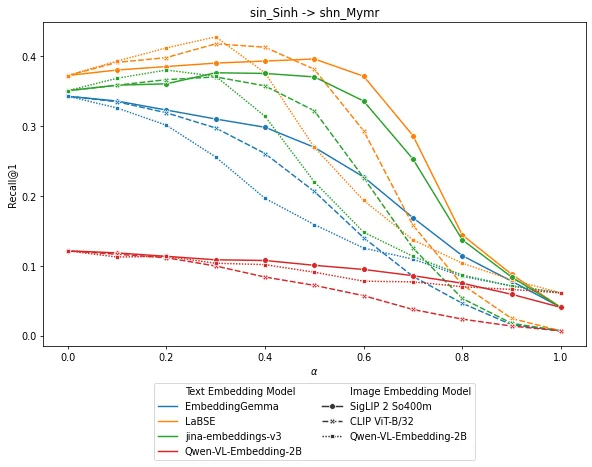 sin_Sinh -> shn_Mymr
Recall@1
0.4
0.3
0.2
0.1
0.0
0.0 0.2 0.4 0.6 0.8 1.0
α
Text Embedding Model Image Embedding Model
EmbeddingGemma SigLIP 2 So400m
LaBSE CLIP ViT-B/32
jina-embeddings-v3 Qwen-VL-Embedding-2B
Qwen-VL-Embedding-2B